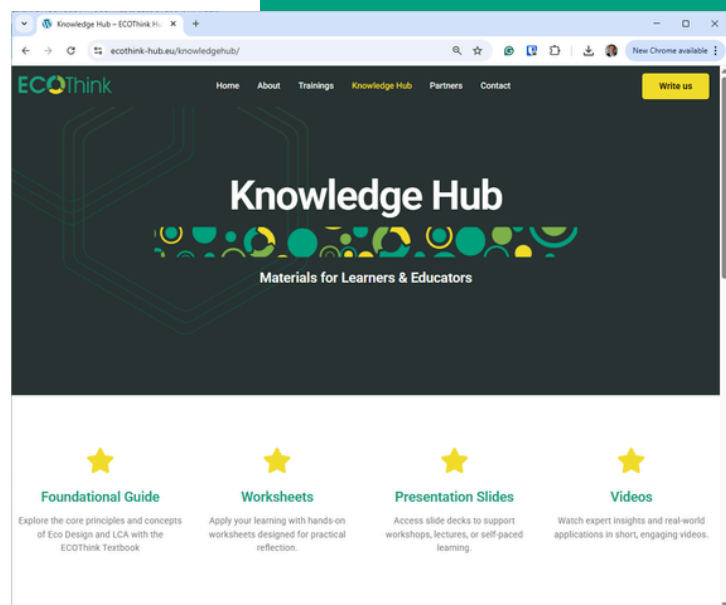 Knowledge Hub – ECOThink Hu
ecothink-hub.eu/knowledgehub/
New Chrome available
ECOThink
Home About Trainings Knowledge Hub Partners Contact
Write us
Knowledge Hub
Materials for Learners & Educators
Foundational Guide
Explore the core principles and concepts
of Eco Design and LCA with the
ECOThink Textbook
Worksheets
Apply your learning with hands-on
worksheets designed for practical
reflection.
Presentation Slides
Access slide decks to support
workshops, lectures, or self-paced
learning.
Videos
Watch expert insights and real-world
applications in short, engaging videos.